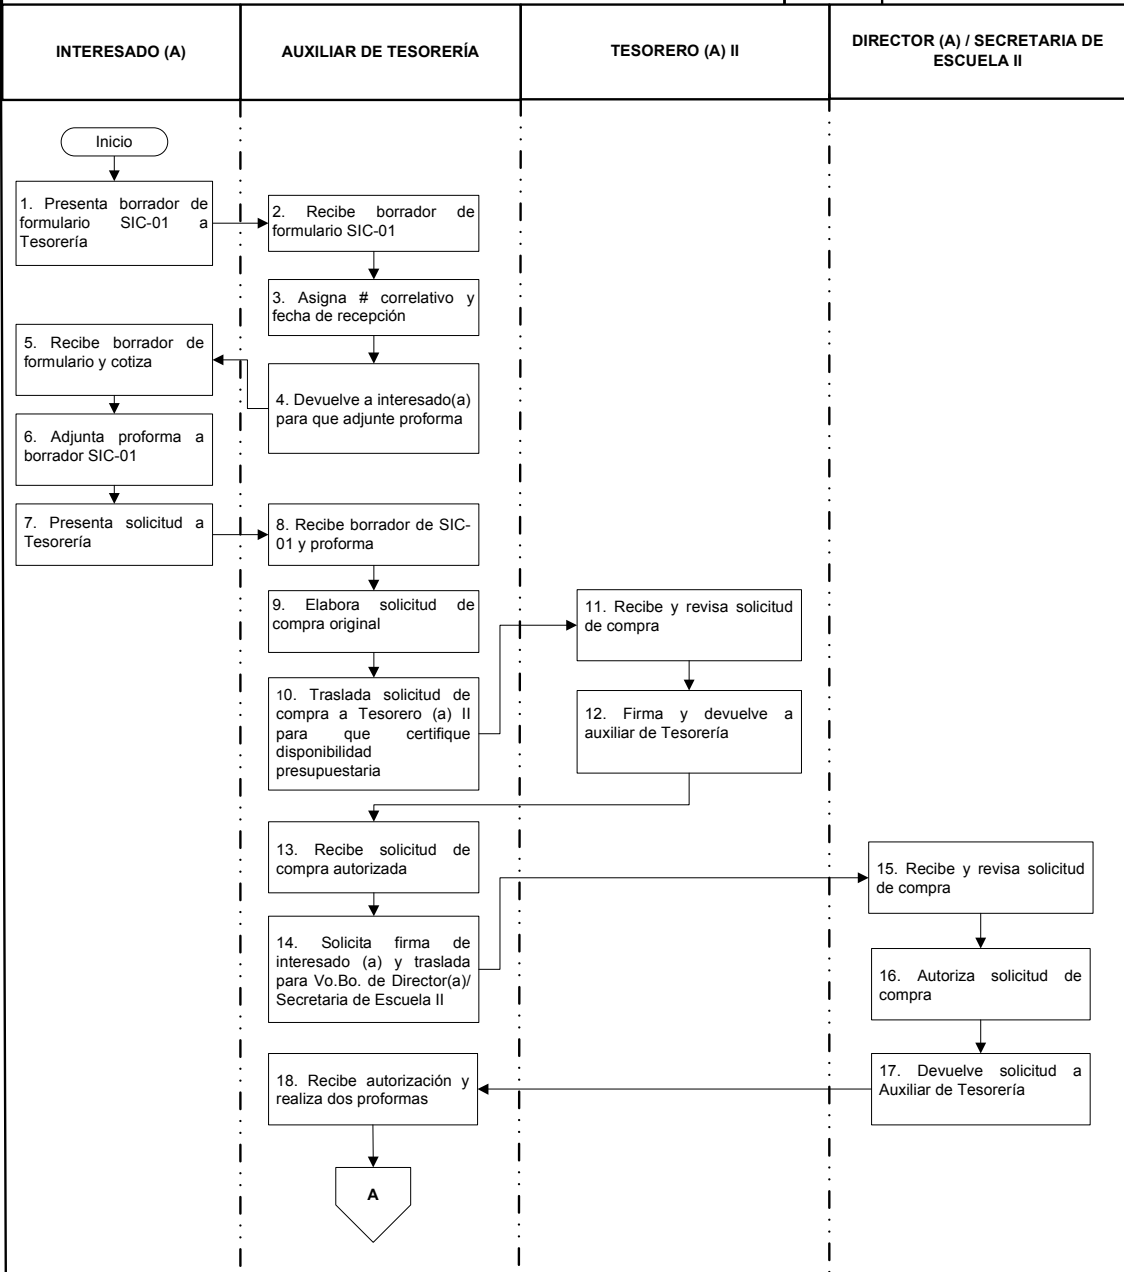 INTERESADO (A)
AUXILIAR DE TESORERÍA
TESORERO (A) II
DIRECTOR (A) / SECRETARIA DE
ESCUELA II
Inicio
1. Presenta borrador de
formulario SIC-01 a
Tesorería
2. Recibe borrador de
formulario SIC-01
3. Asigna # correlativo y
fecha de recepción
4. Devuelve a interesado(a)
para que adjunte proforma
5. Recibe borrador de
formulario y cotiza
6. Adjunta proforma a
borrador SIC-01
7. Presenta solicitud a
Tesorería
8. Recibe borrador de SIC-
01 y proforma
9. Elabora solicitud de
compra original
10. Traslada solicitud de
compra a Tesorero (a) II
para que certifique
disponibilidad
presupuestaria
11. Recibe y revisa solicitud
de compra
12. Firma y devuelve a
auxiliar de Tesorería
13. Recibe solicitud de
compra autorizada
14. Solicita firma de
interesado (a) y traslada
para Vo.Bo. de Director(a)/
Secretaria de Escuela II
15. Recibe y revisa solicitud
de compra
16. Autoriza solicitud de
compra
17. Devuelve solicitud a
Auxiliar de Tesorería
18. Recibe autorización y
realiza dos proformas
A